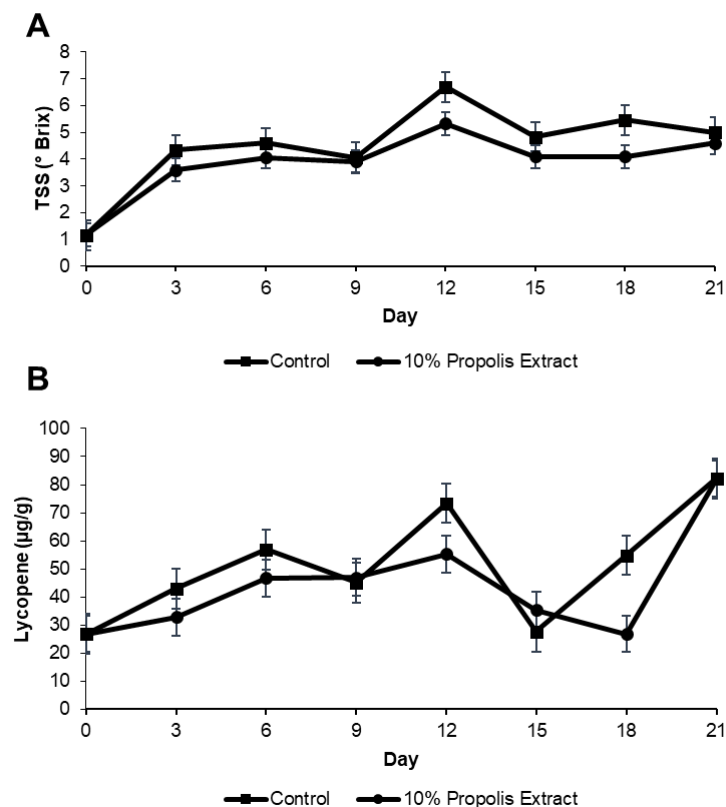 A
8
7
6
5
4
3
2
1
0
TSS (° Brix)
0 3 6 9 12 15 18 21
Day
Control 10% Propolis Extract
B
100
90
80
70
60
50
40
30
20
10
0
Lycopene (µg/g)
0 3 6 9 12 15 18 21
Day
Control 10% Propolis Extract